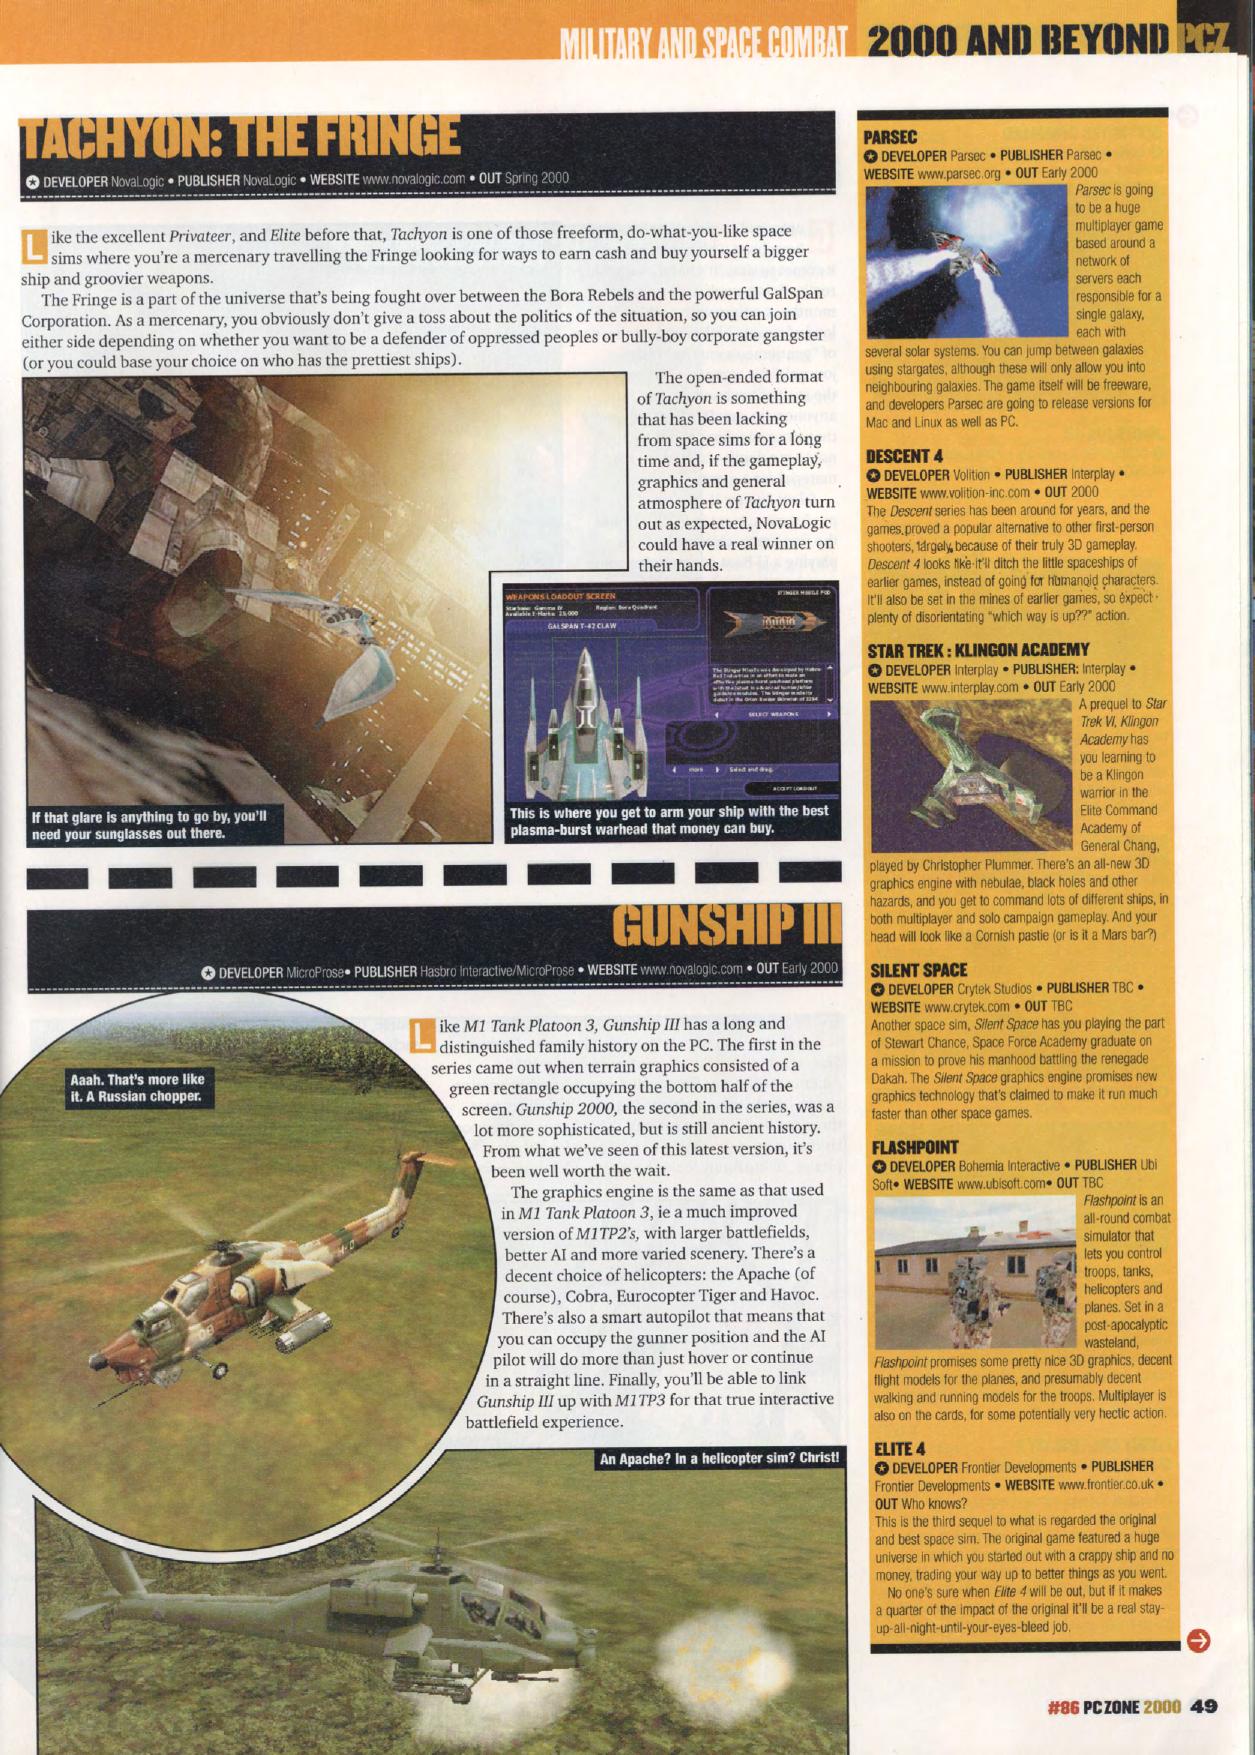 MILITARY AND SPACE COMBAT
2000 AND BEYOND PCZ
TACHYON: THE FRINGE
DEVELOPER NovaLogic • PUBLISHER NovaLogic • WEBSITE www.novalogic.com • OUT Spring 2000
Like the excellent Privateer, and Elite before that, Tachyon is one of those freeform, do-what-you-like space
sims where you're a mercenary travelling the Fringe looking for ways to earn cash and buy yourself a bigger
ship and groovier weapons.
The Fringe is a part of the universe that's being fought over between the Bora Rebels and the powerful GalSpan
Corporation. As a mercenary, you obviously don't give a toss about the politics of the situation, so you can join
either side depending on whether you want to be a defender of oppressed peoples or bully-boy corporate gangster
(or you could base your choice on who has the prettiest ships).
The open-ended format
of Tachyon is something
that has been lacking
from space sims for a long
time and, if the gameplay,
graphics and general
atmosphere of Tachyon turn
out as expected, NovaLogic
could have a real winner on
their hands.
WEAPONS LOADOUT SCREEN
STINGER MISSILE POD
Starbase: Gamma IV
Region: Bora Quadrant
GALSPAN T-42 CLAW
SELECT WEAPONS
more
Select and drag.
ACCEPT LOADOUT
If that glare is anything to go by, you'll
need your sunglasses out there.
This is where you get to arm your ship with the best
plasma-burst warhead that money can buy.
GUNSHIP III
DEVELOPER MicroProse• PUBLISHER Hasbro Interactive/MicroProse • WEBSITE www.novalogic.com • OUT Early 2000
Like M1 Tank Platoon 3, Gunship III has a long and
distinguished family history on the PC. The first in the
series came out when terrain graphics consisted of a
green rectangle occupying the bottom half of the
screen. Gunship 2000, the second in the series, was a
lot more sophisticated, but is still ancient history.
From what we've seen of this latest version, it's
been well worth the wait.
The graphics engine is the same as that used
in M1 Tank Platoon 3, ie a much improved
version of M1TP2's, with larger battlefields,
better AI and more varied scenery. There's a
decent choice of helicopters: the Apache (of
course), Cobra, Eurocopter Tiger and Havoc.
There's also a smart autopilot that means that
you can occupy the gunner position and the AI
pilot will do more than just hover or continue
in a straight line. Finally, you'll be able to link
Gunship III up with M1TP3 for that true interactive
battlefield experience.
Aaah. That's more like
it. A Russian chopper.
An Apache? In a helicopter sim? Christ!
PARSEC
DEVELOPER Parsec • PUBLISHER Parsec •
WEBSITE www.parsec.org • OUT Early 2000
Parsec is going
to be a huge
multiplayer game
based around a
network of
servers each
responsible for a
single galaxy,
each with
several solar systems. You can jump between galaxies
using stargates, although these will only allow you into
neighbouring galaxies. The game itself will be freeware,
and developers Parsec are going to release versions for
Mac and Linux as well as PC.
DESCENT 4
DEVELOPER Volition • PUBLISHER Interplay •
WEBSITE www.volition-inc.com • OUT 2000
The Descent series has been around for years, and the
games proved a popular alternative to other first-person
shooters, largely because of their truly 3D gameplay.
Descent 4 looks like it'll ditch the little spaceships of
earlier games, instead of going for humanoid characters.
It'll also be set in the mines of earlier games, so expect
plenty of disorientating "which way is up??" action.
STAR TREK : KLINGON ACADEMY
DEVELOPER Interplay • PUBLISHER: Interplay •
WEBSITE www.interplay.com • OUT Early 2000
A prequel to Star
Trek VI, Klingon
Academy has
you learning to
be a Klingon
warrior in the
Elite Command
Academy of
General Chang,
played by Christopher Plummer. There's an all-new 3D
graphics engine with nebulae, black holes and other
hazards, and you get to command lots of different ships, in
both multiplayer and solo campaign gameplay. And your
head will look like a Cornish pastie (or is it a Mars bar?)
SILENT SPACE
DEVELOPER Crytek Studios • PUBLISHER TBC •
WEBSITE www.crytek.com • OUT TBC
Another space sim, Silent Space has you playing the part
of Stewart Chance, Space Force Academy graduate on
a mission to prove his manhood battling the renegade
Dakah. The Silent Space graphics engine promises new
graphics technology that's claimed to make it run much
faster than other space games.
FLASHPOINT
DEVELOPER Bohemia Interactive • PUBLISHER Ubi
Soft• WEBSITE www.ubisoft.com• OUT TBC
Flashpoint is an
all-round combat
simulator that
lets you control
troops, tanks,
helicopters and
planes. Set in a
post-apocalyptic
wasteland,
Flashpoint promises some pretty nice 3D graphics, decent
flight models for the planes, and presumably decent
walking and running models for the troops. Multiplayer is
also on the cards, for some potentially very hectic action.
ELITE 4
DEVELOPER Frontier Developments • PUBLISHER
Frontier Developments • WEBSITE www.frontier.co.uk •
OUT Who knows?
This is the third sequel to what is regarded the original
and best space sim. The original game featured a huge
universe in which you started out with a crappy ship and no
money, trading your way up to better things as you went.
No one's sure when Elite 4 will be out, but if it makes
a quarter of the impact of the original it'll be a real stay-
up-all-night-until-your-eyes-bleed job.
#86 PC ZONE 2000 49